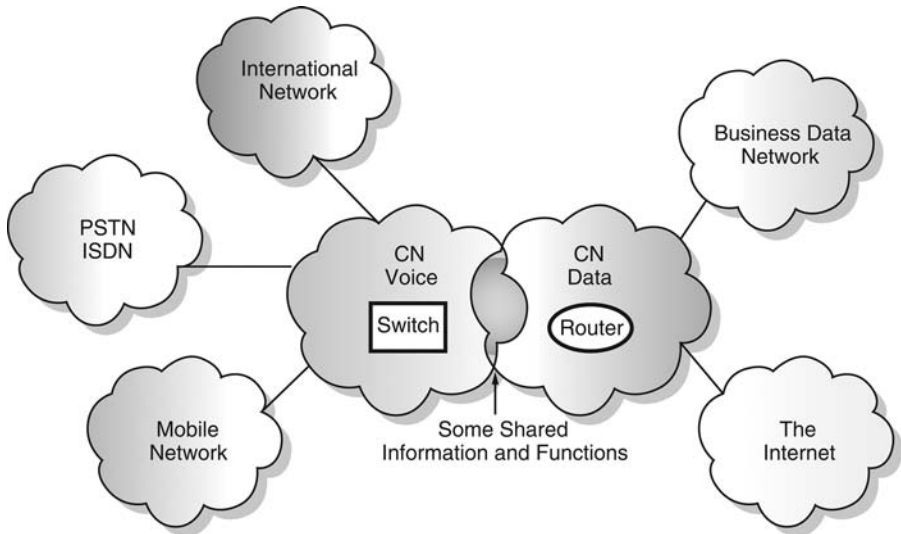 International
Network
Business Data
Network
PSTN
ISDN
CN
Voice
Switch
CN
Data
Router
Mobile
Network
Some Shared
Information and Functions
The
Internet